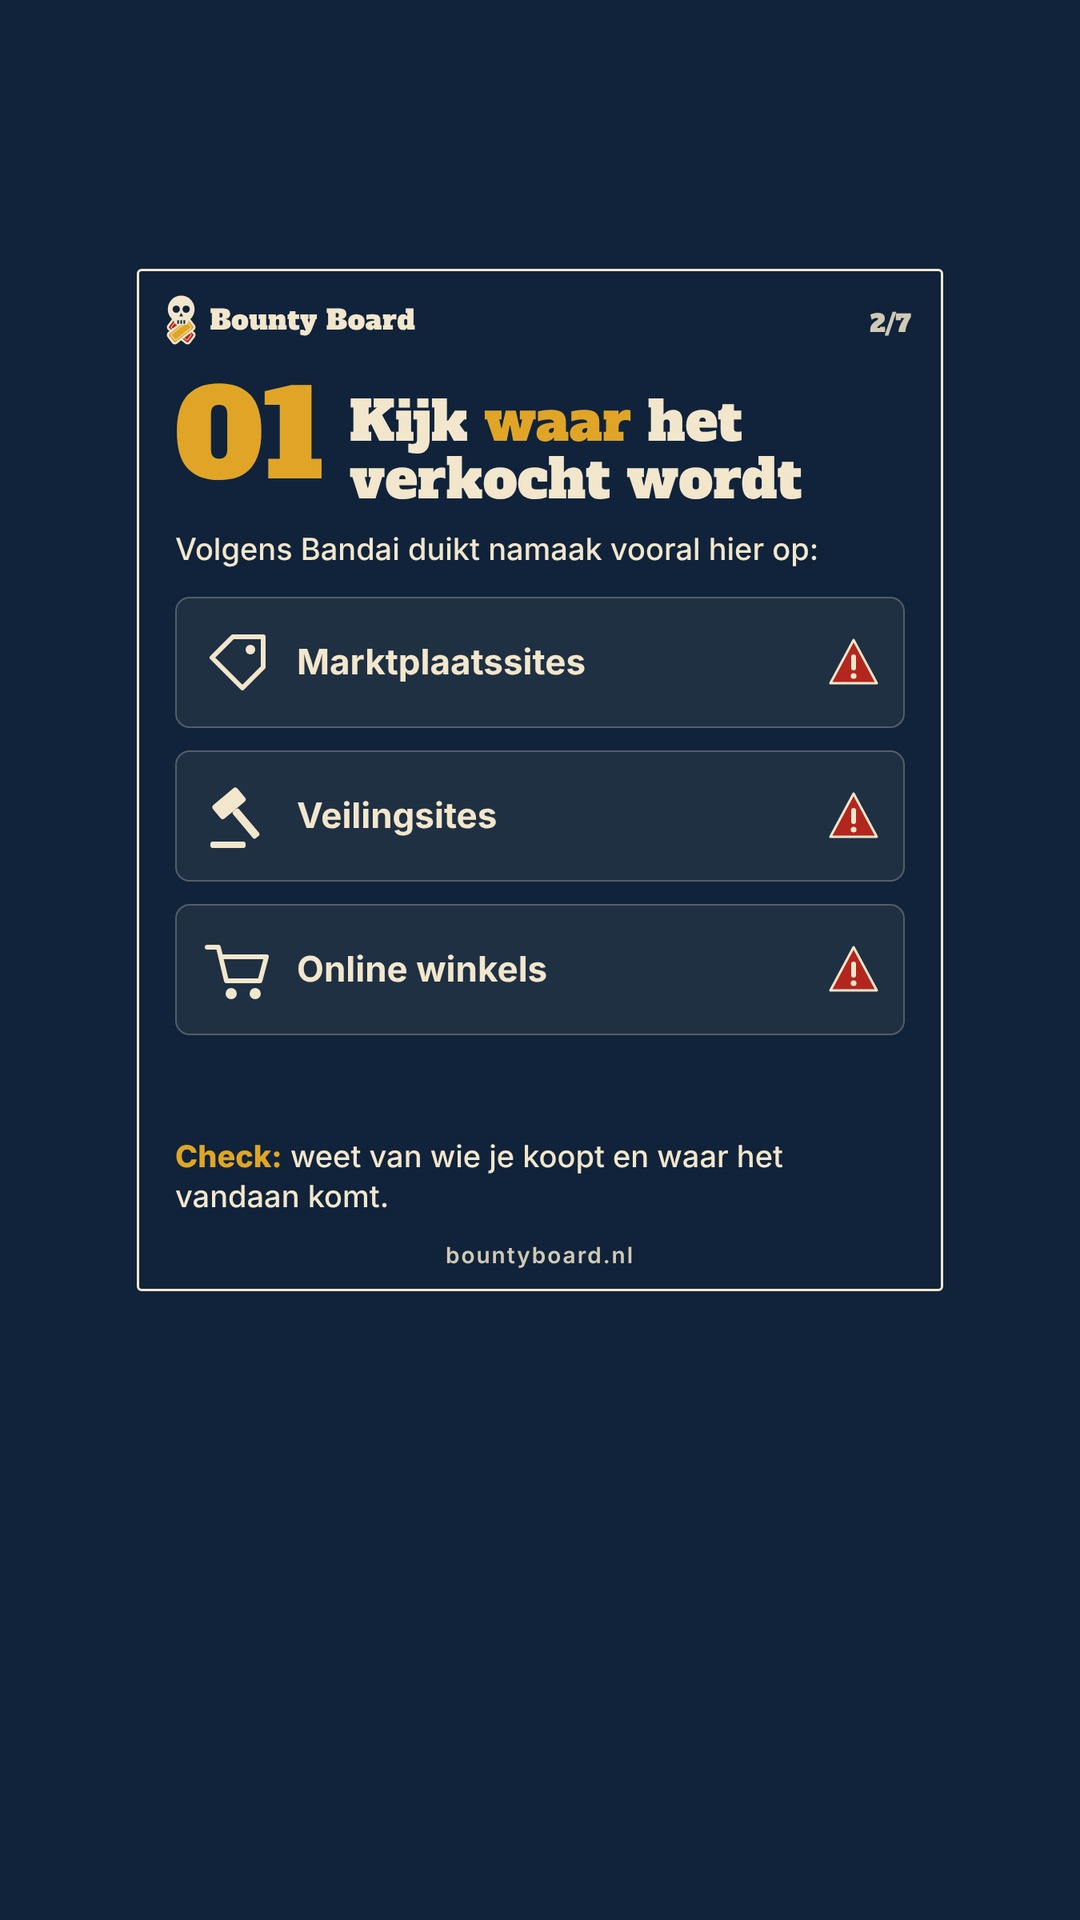 Bounty Board
2/7
01
Kijk waar het
verkocht wordt
Volgens Bandai duikt namaak vooral hier op:
Marktplaatssites
Veilingsites
Online winkels
Check: weet van wie je koopt en waar het
vandaan komt.
bountyboard.nl